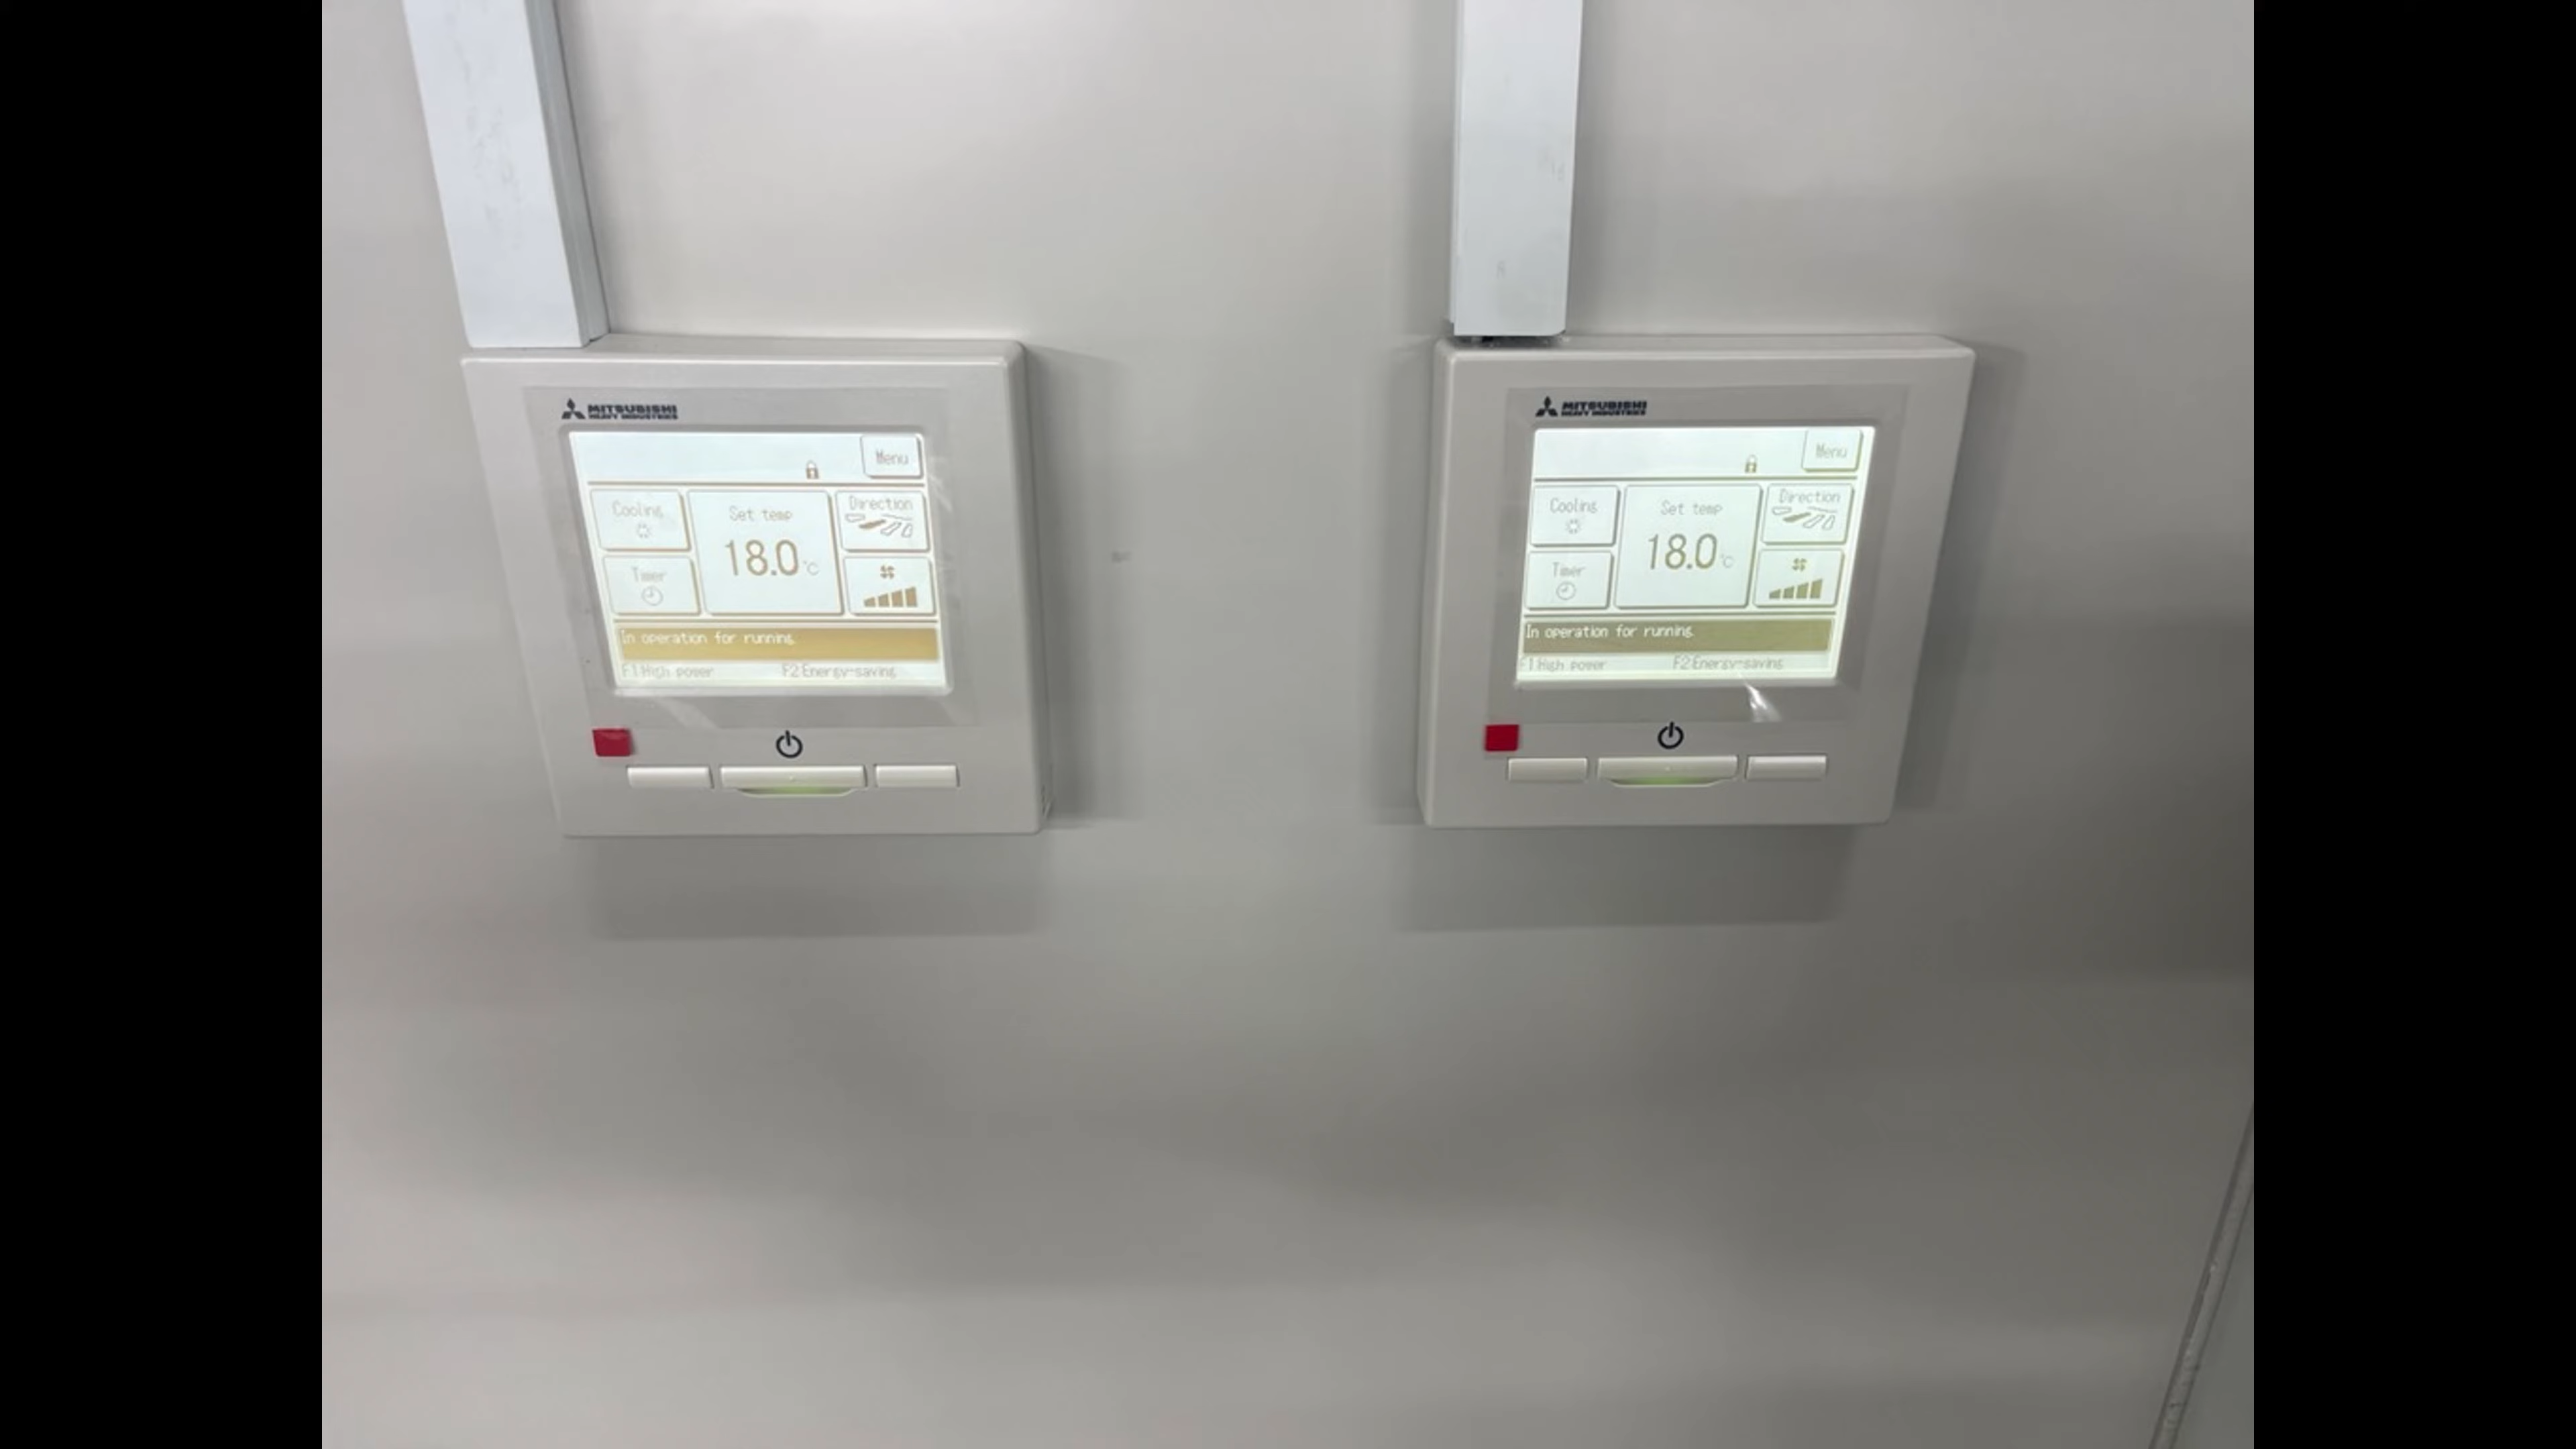 MITSUBISHI
HEAVY INDUSTRIES
Menu
Cooling
Set temp
Direction
18.0°C
Timer
In operation for running.
F1:High power F2:Energy-saving
MITSUBISHI
HEAVY INDUSTRIES
Menu
Cooling
Set temp
Direction
18.0°C
Timer
In operation for running.
F1:High power F2:Energy-saving